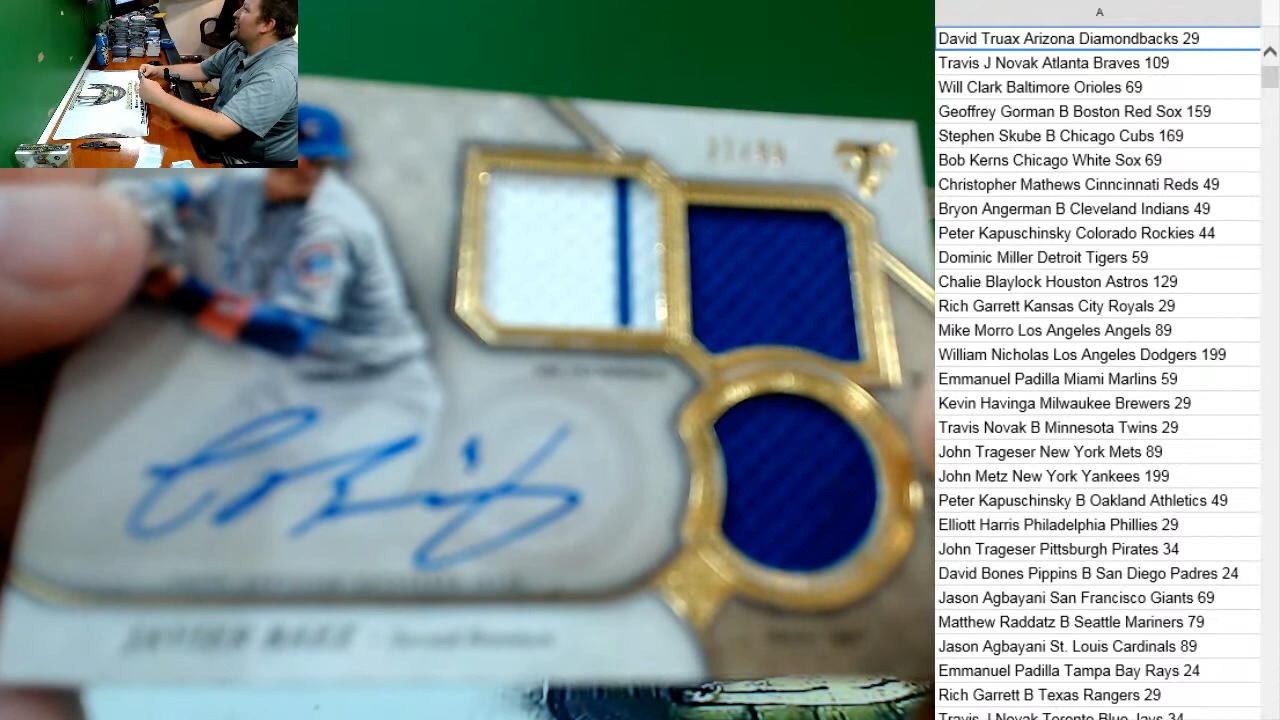 A
David Truax Arizona Diamondbacks 29
Travis J Novak Atlanta Braves 109
Will Clark Baltimore Orioles 69
Geoffrey Gorman B Boston Red Sox 159
Stephen Skube B Chicago Cubs 169
Bob Kerns Chicago White Sox 69
Christopher Mathews Cinncinnati Reds 49
Bryon Angerman B Cleveland Indians 49
Peter Kapuschinsky Colorado Rockies 44
Dominic Miller Detroit Tigers 59
Chalie Blaylock Houston Astros 129
Rich Garrett Kansas City Royals 29
Mike Morro Los Angeles Angels 89
William Nicholas Los Angeles Dodgers 199
Emmanuel Padilla Miami Marlins 59
Kevin Havinga Milwaukee Brewers 29
Travis Novak B Minnesota Twins 29
John Trageser New York Mets 89
John Metz New York Yankees 199
Peter Kapuschinsky B Oakland Athletics 49
Elliott Harris Philadelphia Phillies 29
John Trageser Pittsburgh Pirates 34
David Bones Pippins B San Diego Padres 24
Jason Agbayani San Francisco Giants 69
Matthew Raddatz B Seattle Mariners 79
Jason Agbayani St. Louis Cardinals 89
Emmanuel Padilla Tampa Bay Rays 24
Rich Garrett B Texas Rangers 29
Travis J Novak Toronto Blue Jays 34